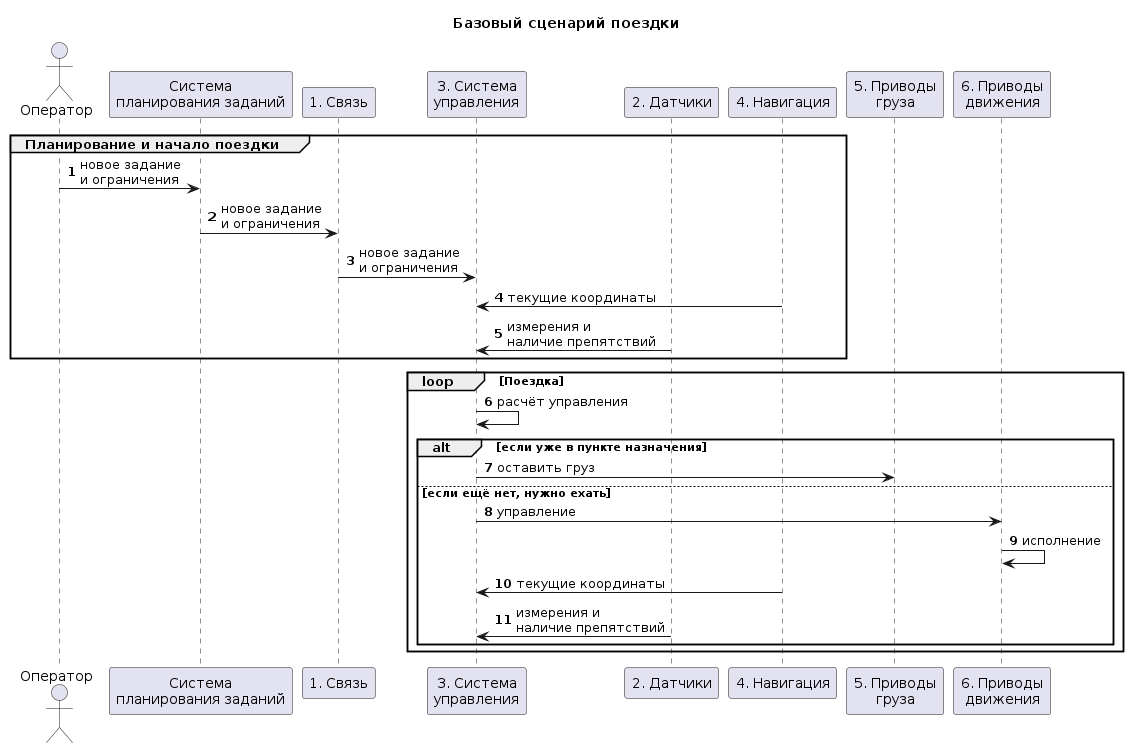 Базовый сценарий поездки
Оператор
Система
планирования заданий
1. Связь
3. Система
управления
2. Датчики
4. Навигация
5. Приводы
груза
6. Приводы
движения
Планирование и начало поездки
1 новое задание
и ограничения
2 новое задание
и ограничения
3 новое задание
и ограничения
4 текущие координаты
5 измерения и
наличие препятствий
loop [Поездка]
6 расчёт управления
alt [если уже в пункте назначения]
7 оставить груз
[если ещё нет, нужно ехать]
8 управление
9 исполнение
10 текущие координаты
11 измерения и
наличие препятствий
Оператор
Система
планирования заданий
1. Связь
3. Система
управления
2. Датчики
4. Навигация
5. Приводы
груза
6. Приводы
движения